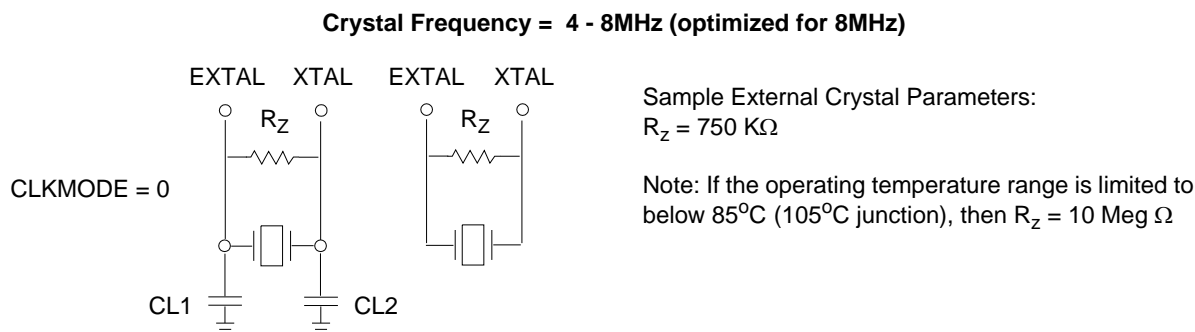 Crystal Frequency = 4 - 8MHz (optimized for 8MHz)
EXTAL XTAL EXTAL XTAL
R_Z R_Z
CLKMODE = 0
CL1 CL2
Sample External Crystal Parameters:
R_z = 750 KΩ
Note: If the operating temperature range is limited to
below 85°C (105°C junction), then R_z = 10 Meg Ω